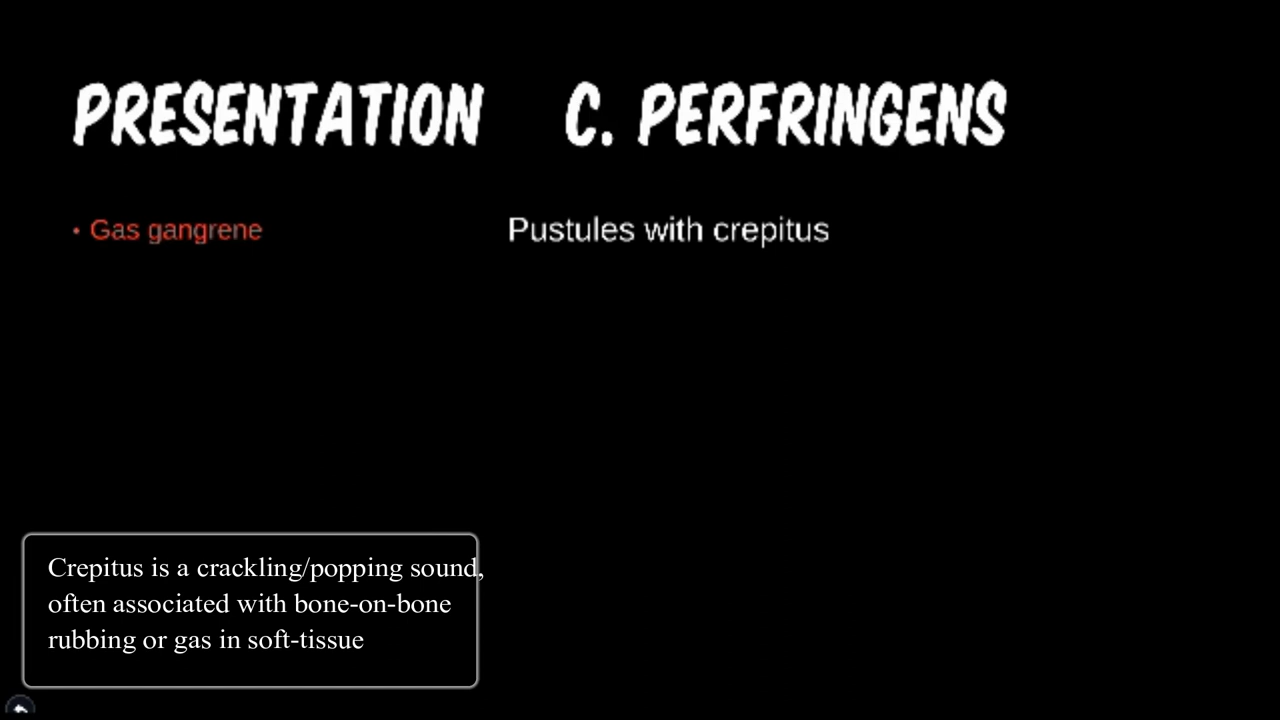 PRESENTATION C. PERFRINGENS
• Gas gangrene
Pustules with crepitus
Crepitus is a crackling/popping sound,
often associated with bone-on-bone
rubbing or gas in soft-tissue